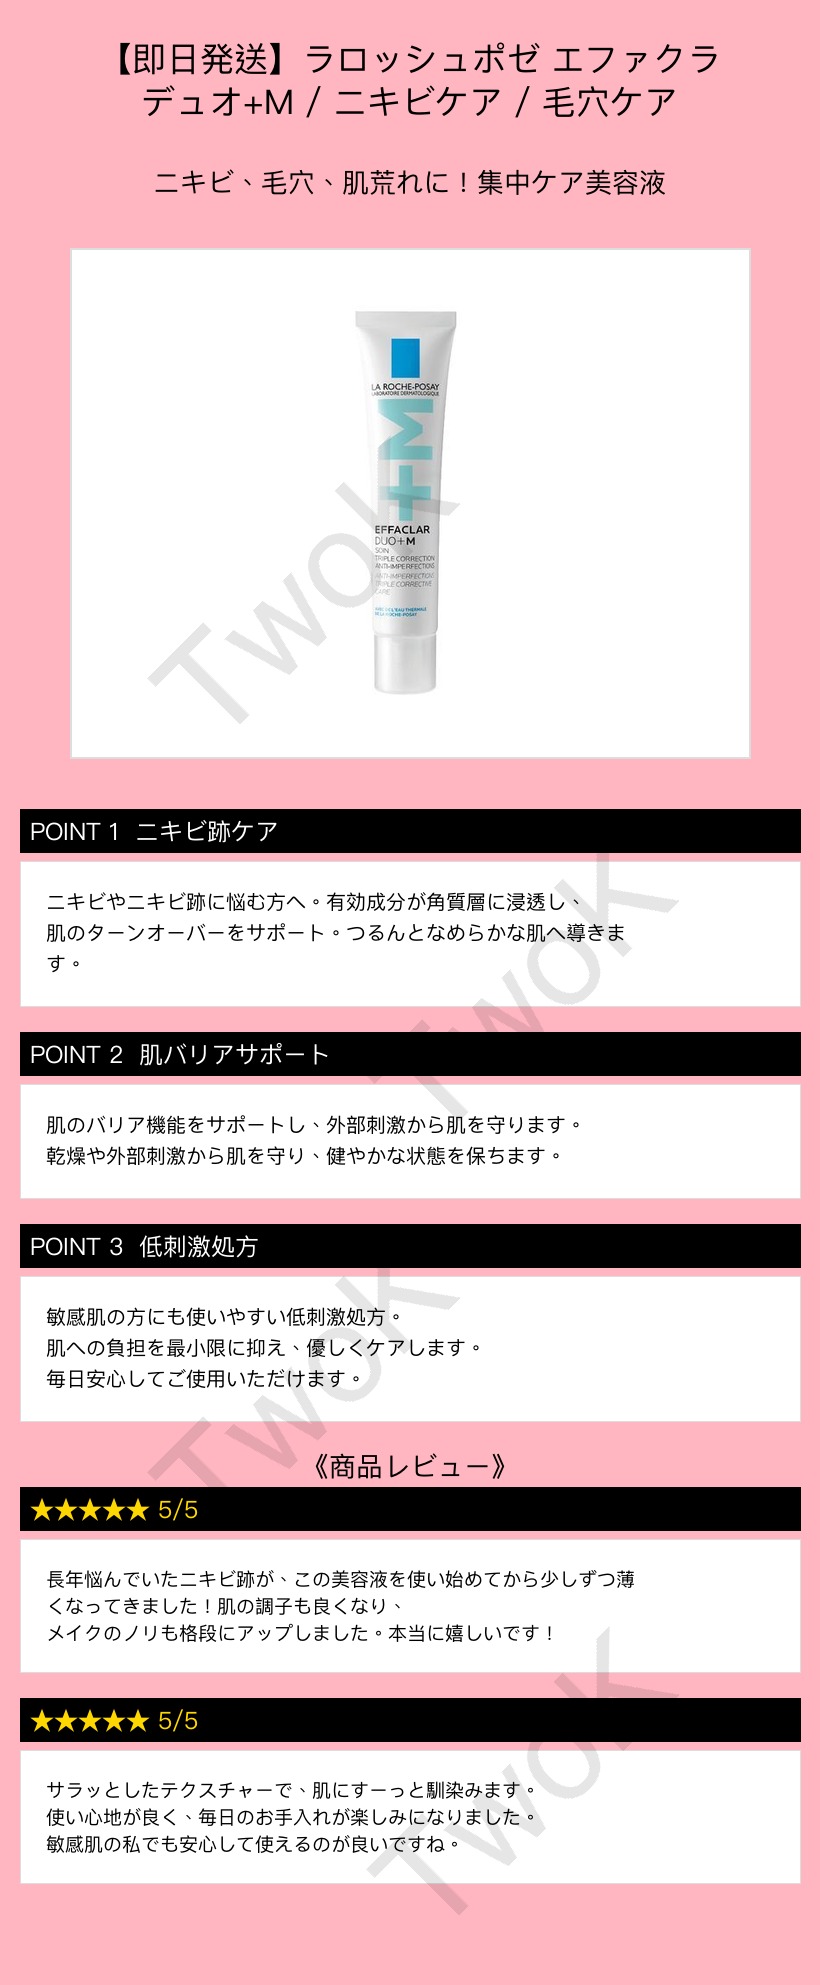 【即日発送】ラロッシュポゼ エファクラ
デュオ+M / ニキビケア / 毛穴ケア
ニキビ、毛穴、肌荒れに！集中ケア美容液
LA ROCHE-POSAY
LABORATOIRE DERMATOLOGIQUE
+M
EFFACLAR
DUO+M
SOIN
TRIPLE CORRECTION
ANTI-IMPERFECTIONS
ANTI-IMPERFECTIONS
TRIPLE CORRECTIVE
CARE
AVEC DE L'EAU THERMALE
DE LA ROCHE-POSAY
Twok
POINT 1 ニキビ跡ケア
ニキビやニキビ跡に悩む方へ。有効成分が角質層に浸透し、
肌のターンオーバーをサポート。つるんとなめらかな肌へ導きま
す。
Twok
POINT 2 肌バリアサポート
肌のバリア機能をサポートし、外部刺激から肌を守ります。
乾燥や外部刺激から肌を守り、健やかな状態を保ちます。
POINT 3 低刺激処方
敏感肌の方にも使いやすい低刺激処方。
肌への負担を最小限に抑え、優しくケアします。
毎日安心してご使用いただけます。
Twok
《商品レビュー》
★★★★★ 5/5
長年悩んでいたニキビ跡が、この美容液を使い始めてから少しずつ薄
くなってきました！肌の調子も良くなり、
メイクのノリも格段にアップしました。本当に嬉しいです！
★★★★★ 5/5
サラッとしたテクスチャーで、肌にすーっと馴染みます。
使い心地が良く、毎日のお手入れが楽しみになりました。
敏感肌の私でも安心して使えるのが良いですね。
Twok